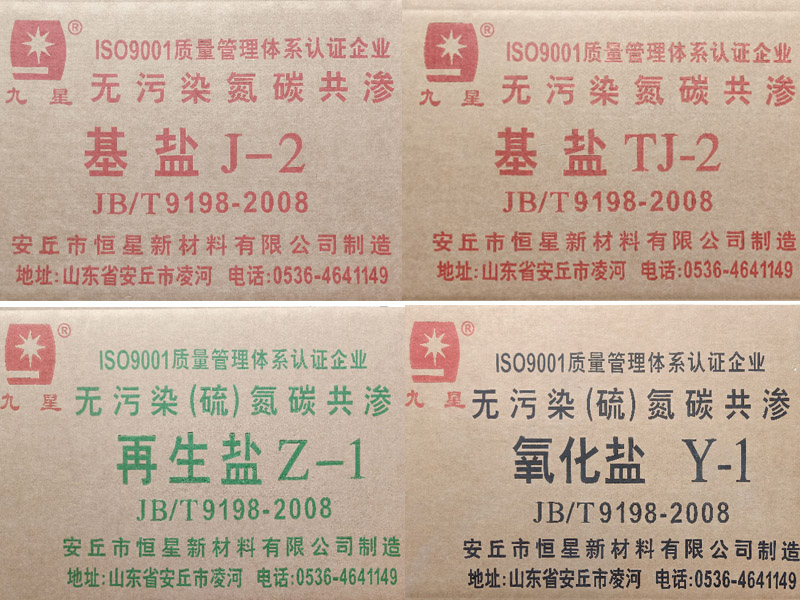 ®
ISO9001质量管理体系认证企业
九星 无污染氮碳共渗
基盐 J-2
JB/T9198-2008
安丘市恒星新材料有限公司制造
地址:山东省安丘市凌河 电话:0536-4641149
®
ISO9001质量管理体系认证企业
九星 无污染氮碳共渗
基盐 TJ-2
JB/T9198-2008
安丘市恒星新材料有限公司制造
地址:山东省安丘市凌河 电话:0536-4641149
®
ISO9001质量管理体系认证企业
九星 无污染(硫)氮碳共渗
再生盐 Z-1
JB/T9198-2008
安丘市恒星新材料有限公司制造
地址:山东省安丘市凌河 电话:0536-4641149
®
ISO9001质量管理体系认证企业
九星 无污染(硫)氮碳共渗
氧化盐 Y-1
JB/T9198-2008
安丘市恒星新材料有限公司制造
地址:山东省安丘市凌河 电话:0536-4641149